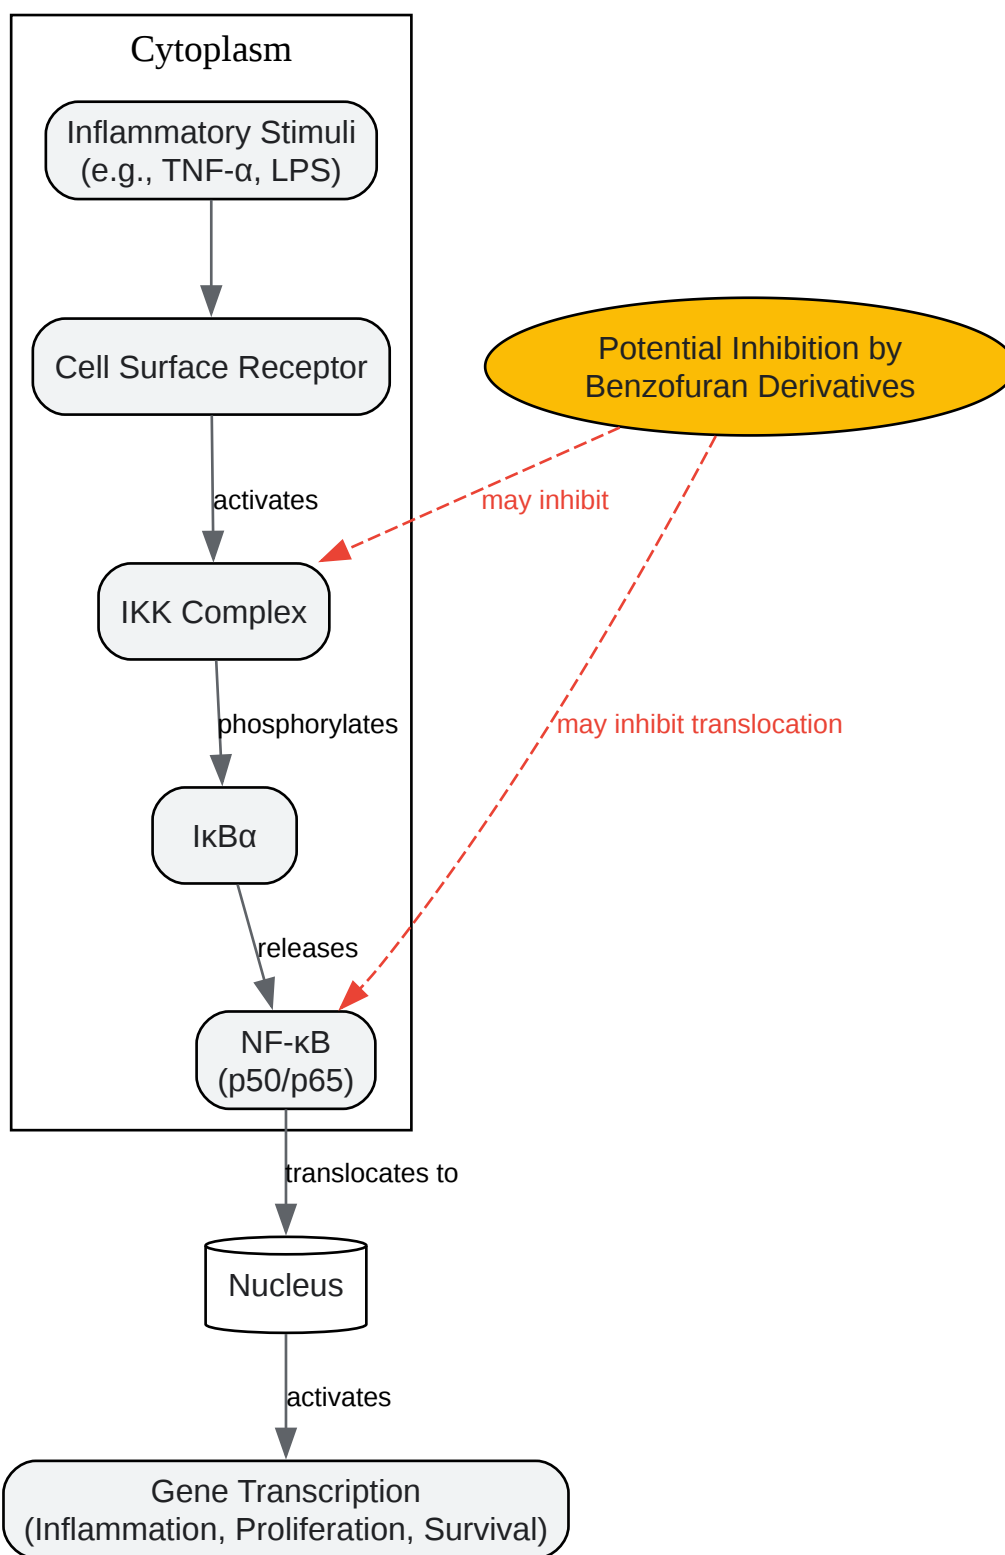 Cytoplasm
Inflammatory Stimuli
(e.g., TNF-α, LPS)
Cell Surface Receptor
Potential Inhibition by
Benzofuran Derivatives
activates
may inhibit
IKK Complex
phosphorylates
may inhibit translocation
IκBα
releases
NF-κB
(p50/p65)
translocates to
Nucleus
activates
Gene Transcription
(Inflammation, Proliferation, Survival)